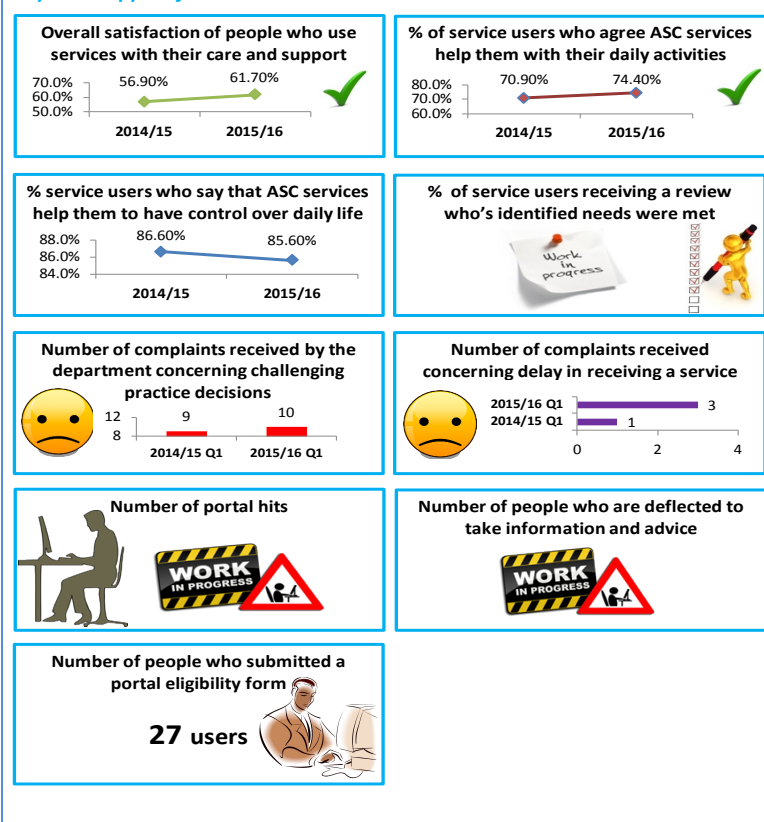 Overall satisfaction of people who use
services with their care and support
70.0%
60.0%
50.0%
56.90%
61.70%
2014/15
2015/16
% of service users who agree ASC services
help them with their daily activities
80.0%
70.0%
60.0%
70.90%
74.40%
2014/15
2015/16
% service users who say that ASC services
help them to have control over daily life
88.0%
86.0%
84.0%
86.60%
85.60%
2014/15
2015/16
% of service users receiving a review
who's identified needs were met
Work
in
progress
Number of complaints received by the
department concerning challenging
practice decisions
12
8
9
10
2014/15 Q1
2015/16 Q1
Number of complaints received
concerning delay in receiving a service
2015/16 Q1
3
2014/15 Q1
1
0
2
4
Number of portal hits
WORK
IN PROGRESS
Number of people who are deflected to
take information and advice
WORK
IN PROGRESS
Number of people who submitted a
portal eligibility form
27 users